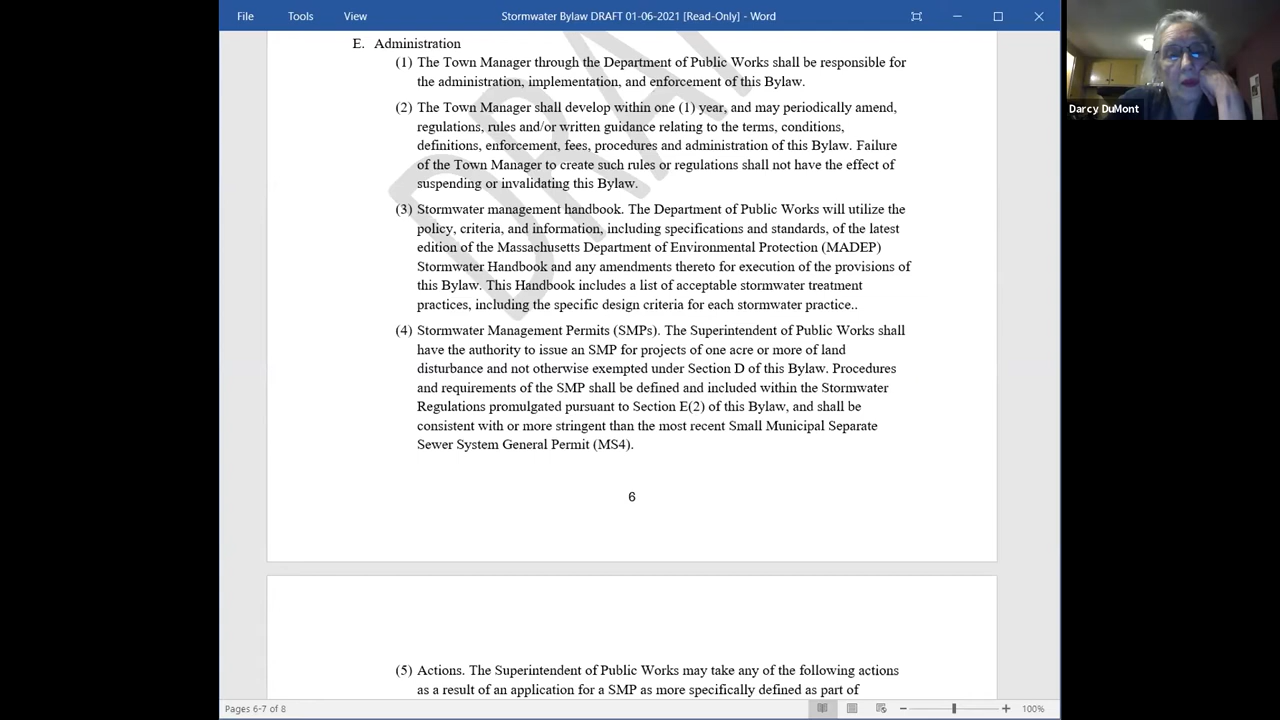 File Tools View Stormwater Bylaw DRAFT 01-06-2021 [Read-Only] - Word
Darcy DuMont
DRAFT
E. Administration
(1) The Town Manager through the Department of Public Works shall be responsible for
the administration, implementation, and enforcement of this Bylaw.
(2) The Town Manager shall develop within one (1) year, and may periodically amend,
regulations, rules and/or written guidance relating to the terms, conditions,
definitions, enforcement, fees, procedures and administration of this Bylaw. Failure
of the Town Manager to create such rules or regulations shall not have the effect of
suspending or invalidating this Bylaw.
(3) Stormwater management handbook. The Department of Public Works will utilize the
policy, criteria, and information, including specifications and standards, of the latest
edition of the Massachusetts Department of Environmental Protection (MADEP)
Stormwater Handbook and any amendments thereto for execution of the provisions of
this Bylaw. This Handbook includes a list of acceptable stormwater treatment
practices, including the specific design criteria for each stormwater practice..
(4) Stormwater Management Permits (SMPs). The Superintendent of Public Works shall
have the authority to issue an SMP for projects of one acre or more of land
disturbance and not otherwise exempted under Section D of this Bylaw. Procedures
and requirements of the SMP shall be defined and included within the Stormwater
Regulations promulgated pursuant to Section E(2) of this Bylaw, and shall be
consistent with or more stringent than the most recent Small Municipal Separate
Sewer System General Permit (MS4).
6
(5) Actions. The Superintendent of Public Works may take any of the following actions
as a result of an application for a SMP as more specifically defined as part of
Pages 6-7 of 8 100%